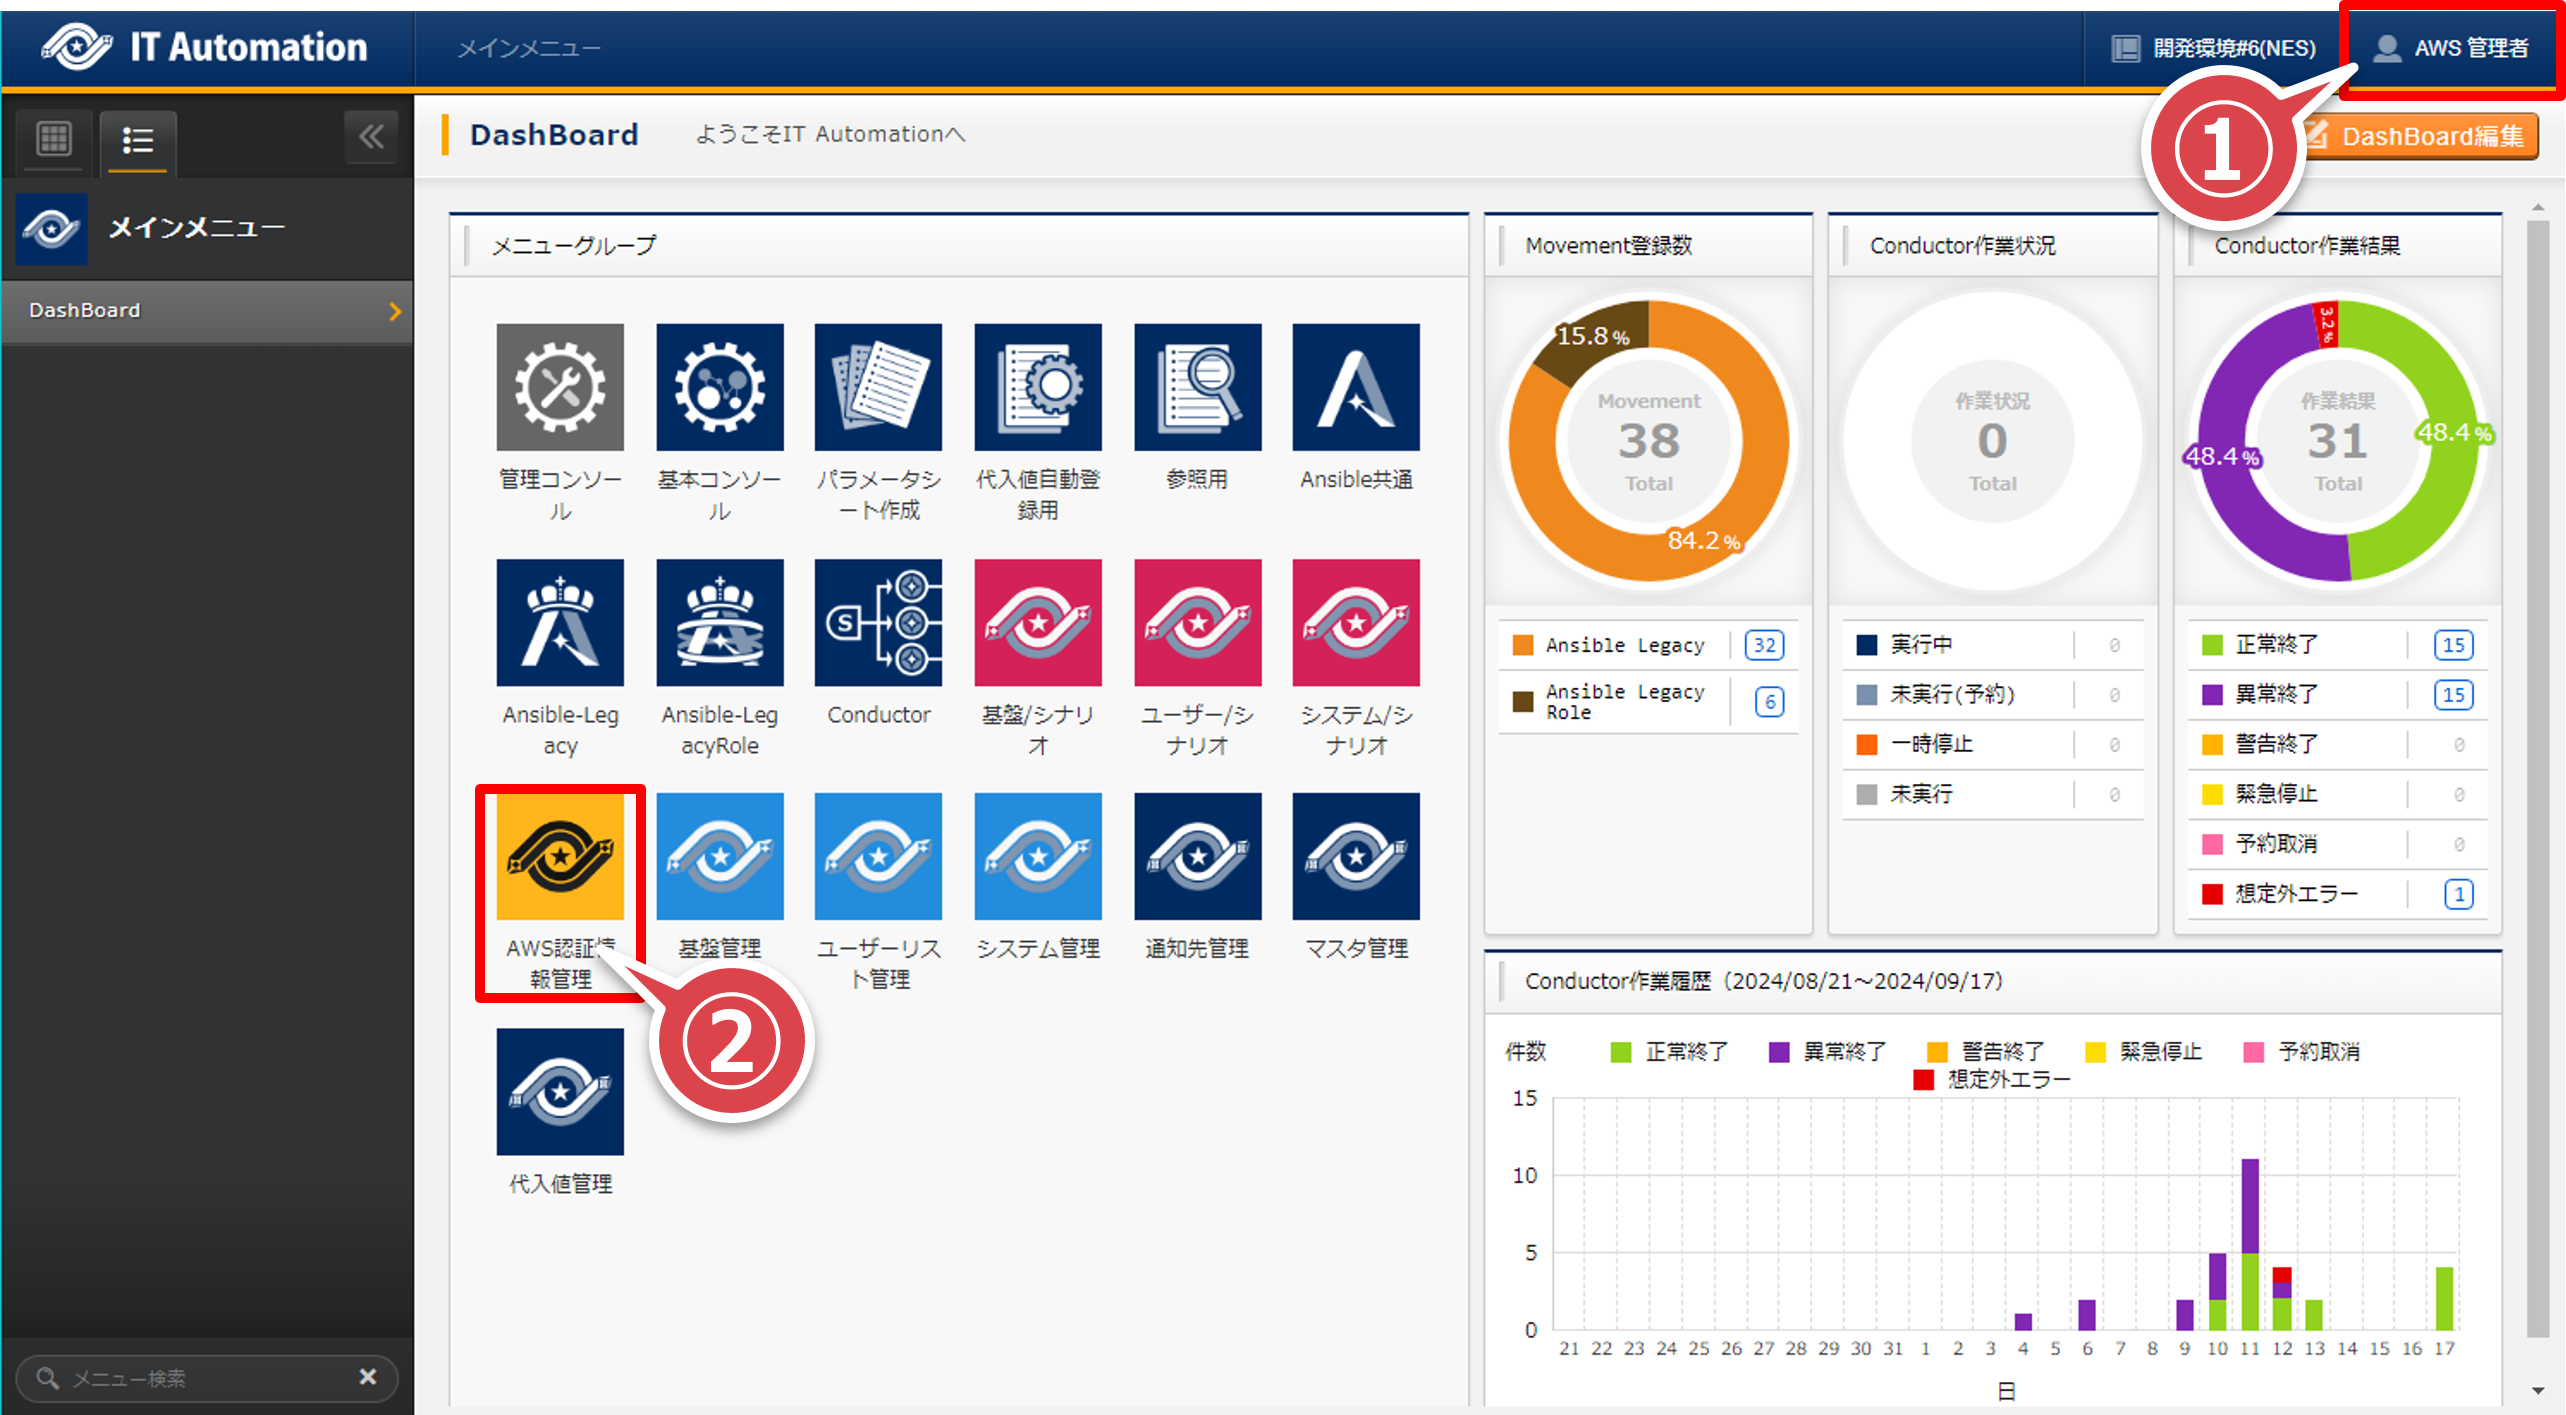 IT Automation
メインメニュー
開発環境#6(NES)
AWS 管理者
①
DashBoard
ようこそIT Automationへ
DashBoard編集
メインメニュー
DashBoard
メニュー検索
メニューグループ
管理コンソー
ル
基本コンソー
ル
パラメータシ
ート作成
代入値自動登
録用
参照用
Ansible共通
Ansible-Leg
acy
Ansible-Leg
acyRole
Conductor
S
基盤/シナリ
オ
ユーザー/シ
ナリオ
システム/シ
ナリオ
AWS認証情
報管理
②
基盤管理
ユーザーリス
ト管理
システム管理
通知先管理
マスタ管理
代入値管理
Movement登録数
15.8 %
Movement
38
Total
84.2 %
Ansible Legacy 32
Ansible Legacy
Role
6
Conductor作業状況
作業状況
0
Total
実行中 0
未実行(予約) 0
一時停止 0
未実行 0
Conductor作業結果
3.2 %
48.4 %
作業結果
31
Total
48.4 %
正常終了 15
異常終了 15
警告終了 0
緊急停止 0
予約取消 0
想定外エラー 1
Conductor作業履歴（2024/08/21～2024/09/17）
件数 正常終了 異常終了 警告終了 緊急停止 予約取消
想定外エラー
15
10
5
0
21 22 23 24 25 26 27 28 29 30 31 1 2 3 4 5 6 7 8 9 10 11 12 13 14 15 16 17
日